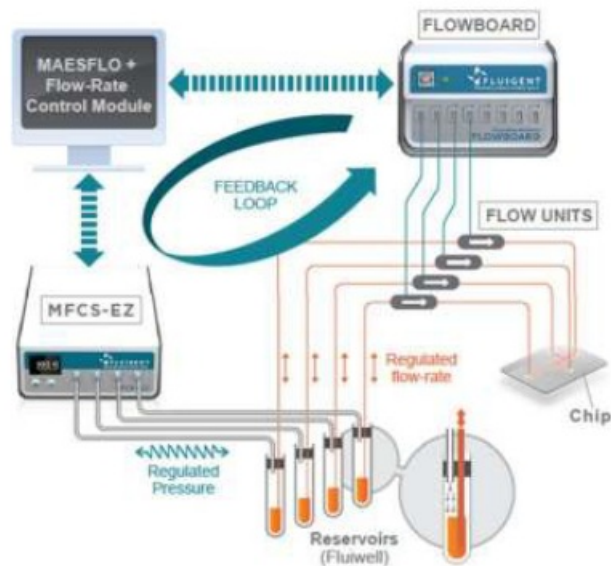 FLOWBOARD
MAESFLO +
Flow-Rate
Control Module
FLUIGENT
FLOWBOARD
FEEDBACK
LOOP
FLOW UNITS
MFCS-EZ
FLUIGENT
Regulated
flow-rate
Chip
Regulated
Pressure
Reservoirs
(Fluiwell)